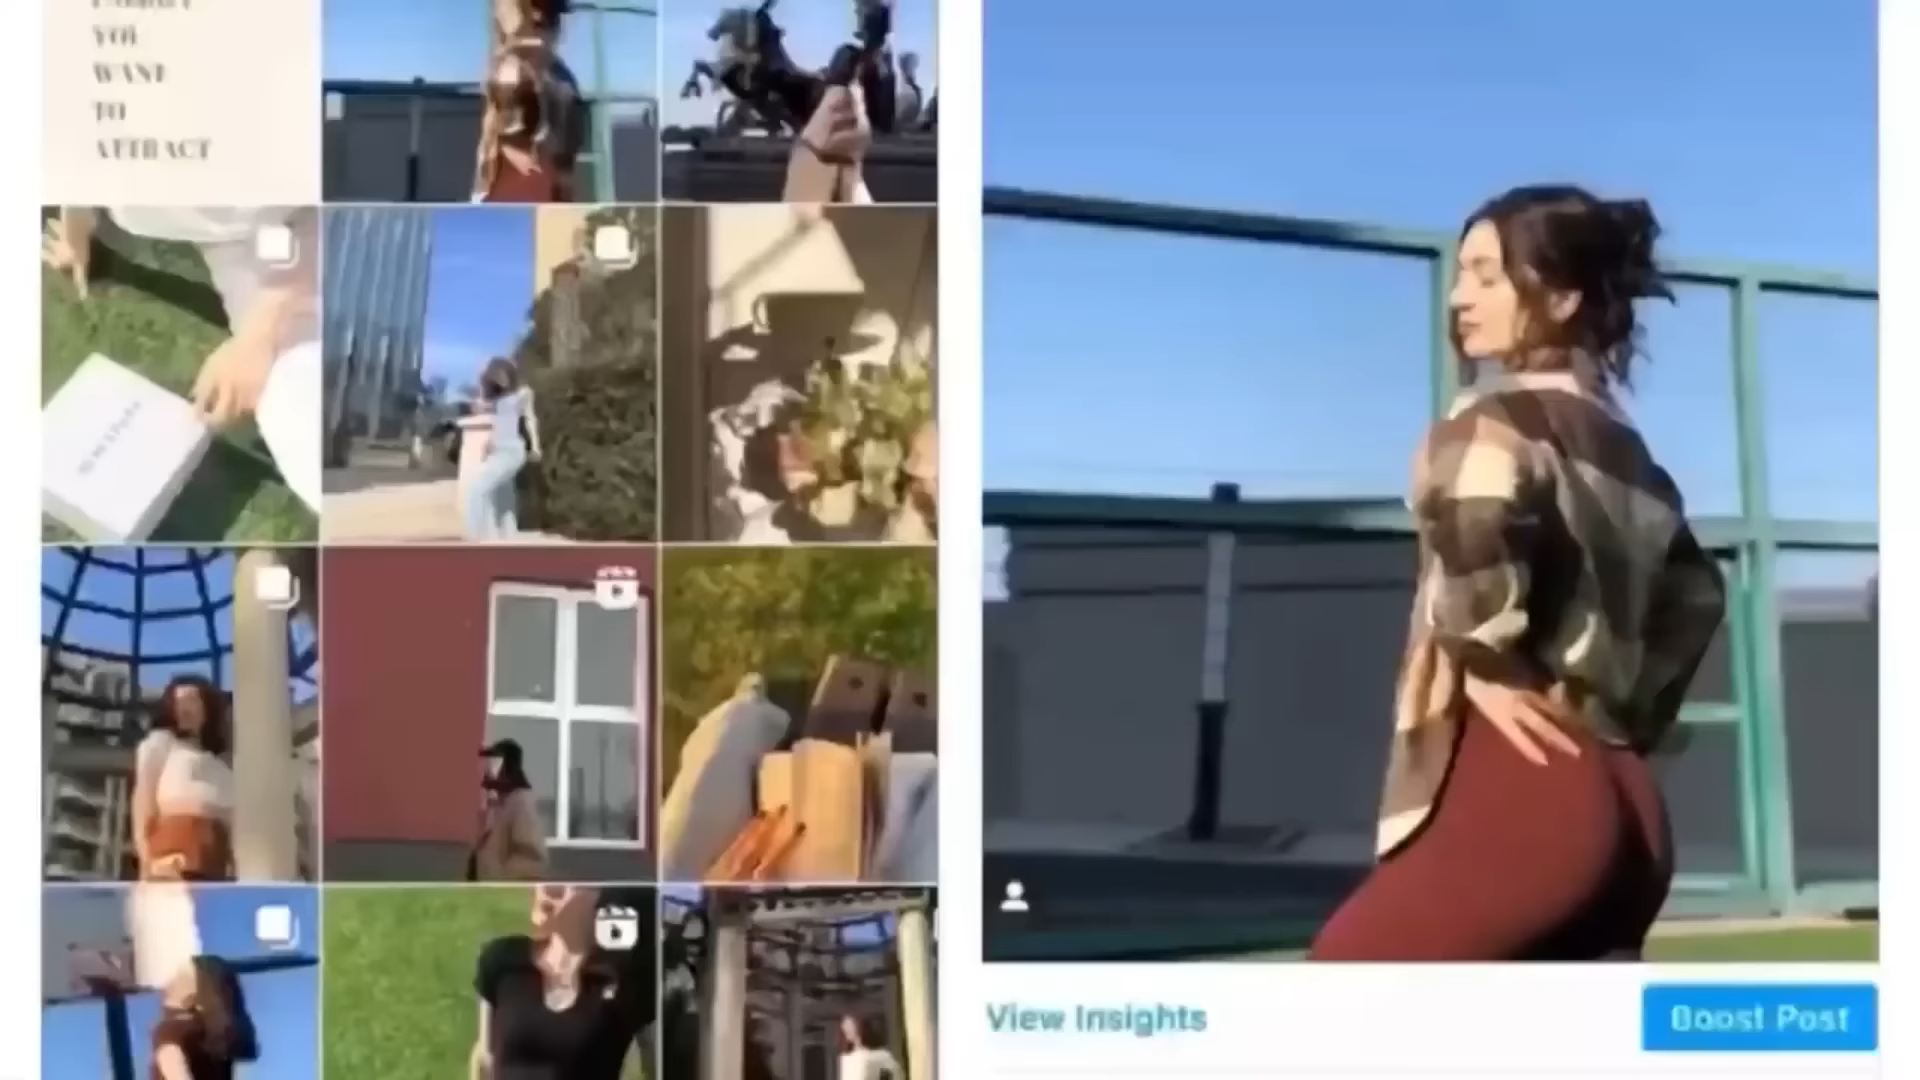 YOU
WANT
TO
ATTRACT
View Insights
Boost Post